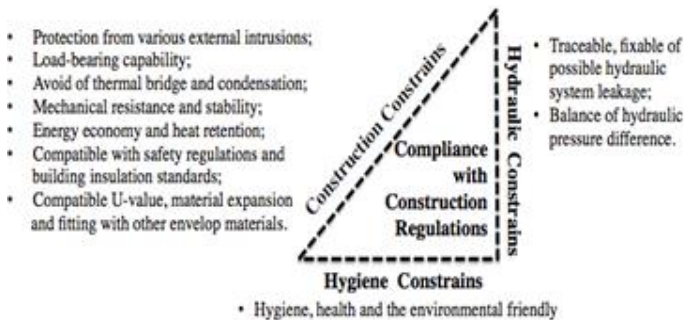 • Protection from various external intrusions;
• Load-bearing capability;
• Avoid of thermal bridge and condensation;
• Mechanical resistance and stability;
• Energy economy and heat retention;
• Compatible with safety regulations and
building insulation standards;
• Compatible U-value, material expansion
and fitting with other envelop materials.
Construction Constrains
Compliance
with
Construction
Regulations
Hydraulic Constrains
• Traceable, fixable of
possible hydraulic
system leakage;
• Balance of hydraulic
pressure difference.
Hygiene Constrains
• Hygiene, health and the environmental friendly